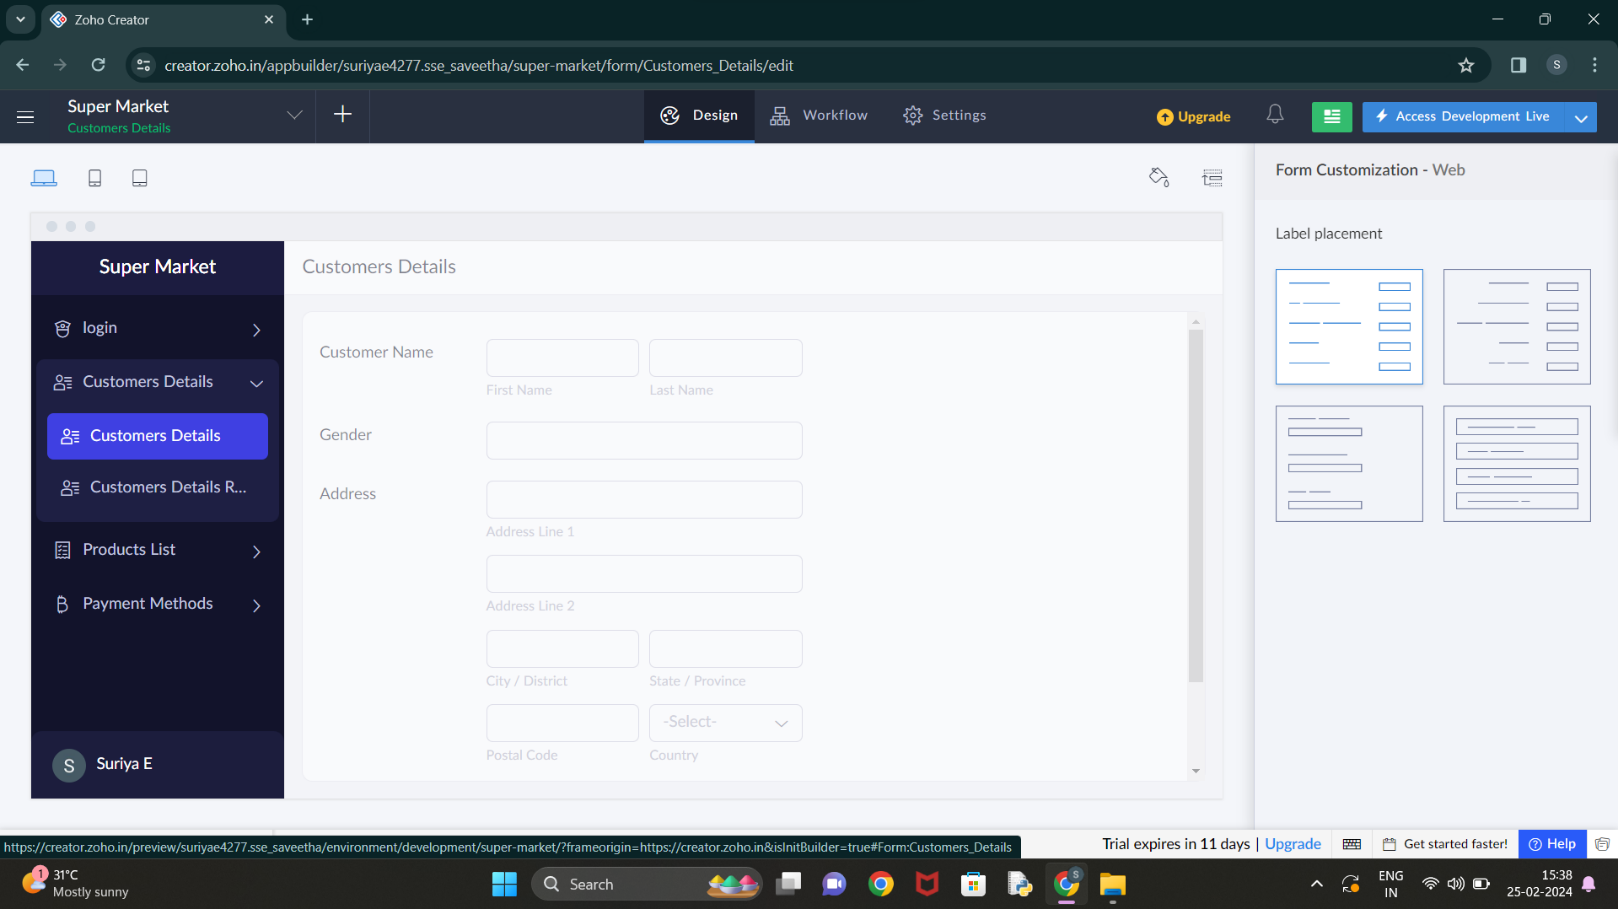 Zoho Creator
creator.zoho.in/appbuilder/suriyae4277.sse_saveetha/super-market/form/Customers_Details/edit
S
Super Market
Customers Details
Design
Workflow
Settings
Upgrade
Access Development Live
Form Customization - Web
Label placement
Super Market
login
Customers Details
Customers Details
Customers Details R...
Products List
Payment Methods
S
Suriya E
Customers Details
Customer Name
First Name
Last Name
Gender
Address
Address Line 1
Address Line 2
City / District
State / Province
-Select-
Postal Code
Country
https://creator.zoho.in/preview/suriyae4277.sse_saveetha/environment/development/super-market/?frameorigin=https://creator.zoho.in&isInitBuilder=true#Form:Customers_Details
Trial expires in 11 days | Upgrade
Get started faster!
Help
1
31°C
Mostly sunny
Search
S
ENG
IN
15:38
25-02-2024